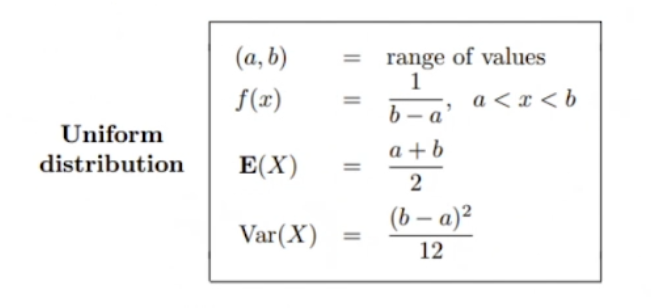 Uniform
distribution
(a, b) = range of values
f(x) = 1/(b − a), a < x < b
E(X) = (a + b)/2
Var(X) = (b − a)²/12